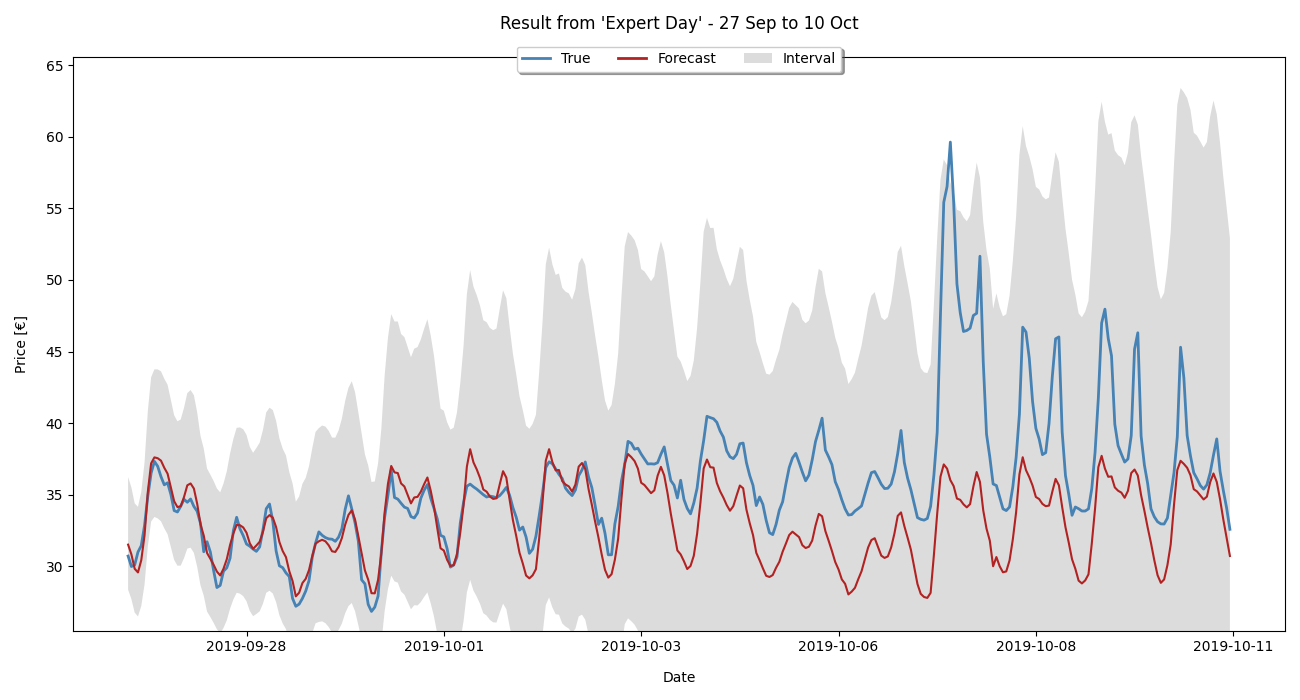 Result from 'Expert Day' - 27 Sep to 10 Oct
True Forecast Interval
65
60
55
50
45
40
35
30
Price [€]
2019-09-28 2019-10-01 2019-10-03 2019-10-06 2019-10-08 2019-10-11
Date